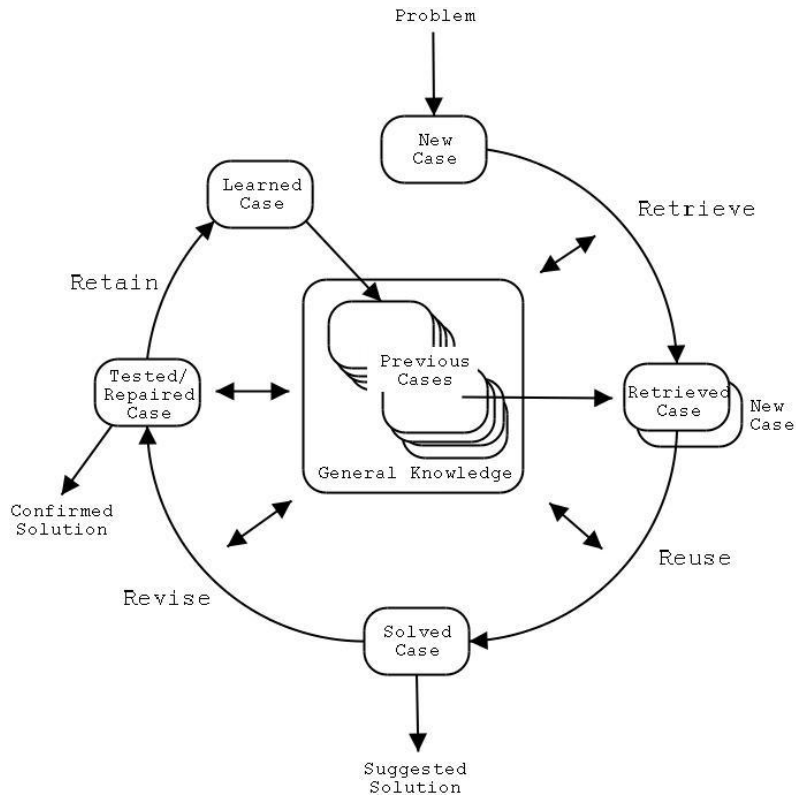 Problem
New
Case
Learned
Case
Retrieve
Retain
Previous
Cases
Tested/
Repaired
Case
Retrieved
Case
New
Case
General Knowledge
Confirmed
Solution
Reuse
Revise
Solved
Case
Suggested
Solution